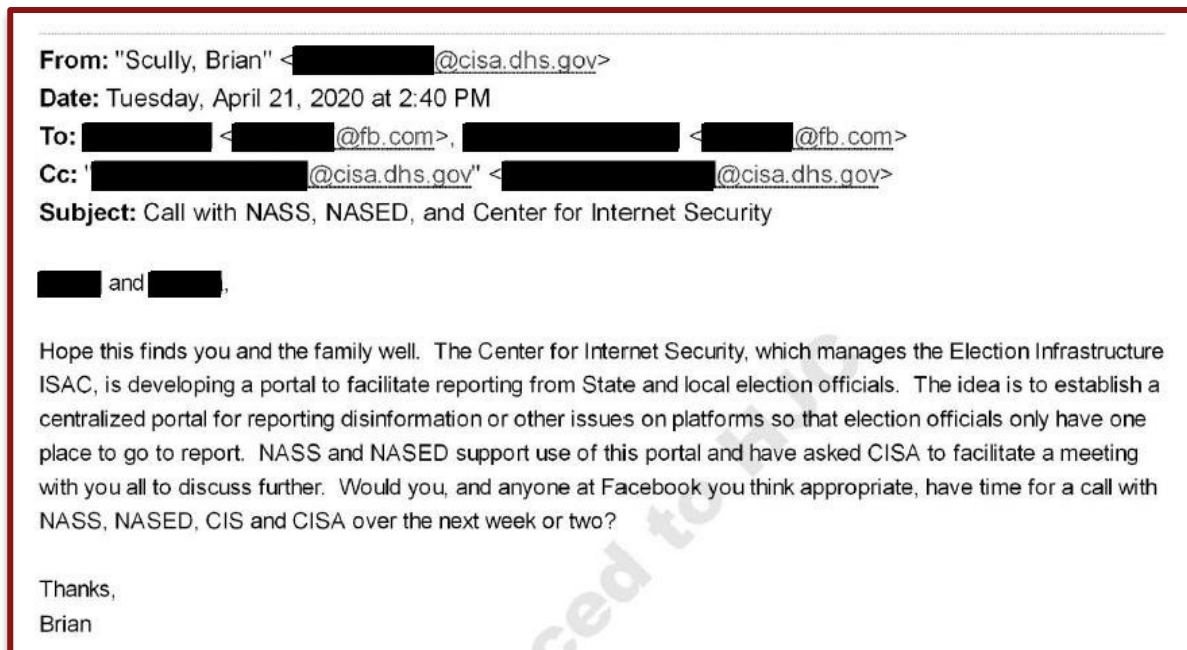 From: "Scully, Brian" < @cisa.dhs.gov>
Date: Tuesday, April 21, 2020 at 2:40 PM
To: < @fb.com>, < @fb.com>
Cc: " @cisa.dhs.gov" < @cisa.dhs.gov>
Subject: Call with NASS, NASED, and Center for Internet Security
and ,
Hope this finds you and the family well. The Center for Internet Security, which manages the Election Infrastructure
ISAC, is developing a portal to facilitate reporting from State and local election officials. The idea is to establish a
centralized portal for reporting disinformation or other issues on platforms so that election officials only have one
place to go to report. NASS and NASED support use of this portal and have asked CISA to facilitate a meeting
with you all to discuss further. Would you, and anyone at Facebook you think appropriate, have time for a call with
NASS, NASED, CIS and CISA over the next week or two?
Thanks,
Brian
ced to HJC